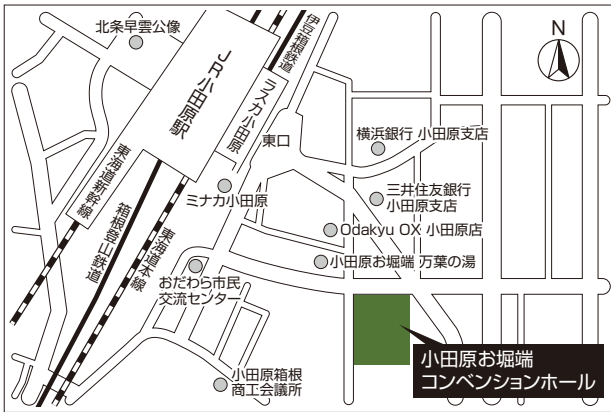 北条早雲公像
JR小田原駅
伊豆箱根鉄道
ラスカ小田原
N
東口
横浜銀行 小田原支店
ミナカ小田原
三井住友銀行
小田原支店
東海道新幹線
箱根登山鉄道
東海道本線
Odakyu OX 小田原店
小田原お堀端 万葉の湯
おだわら市民
交流センター
小田原お堀端
コンベンションホール
小田原箱根
商工会議所